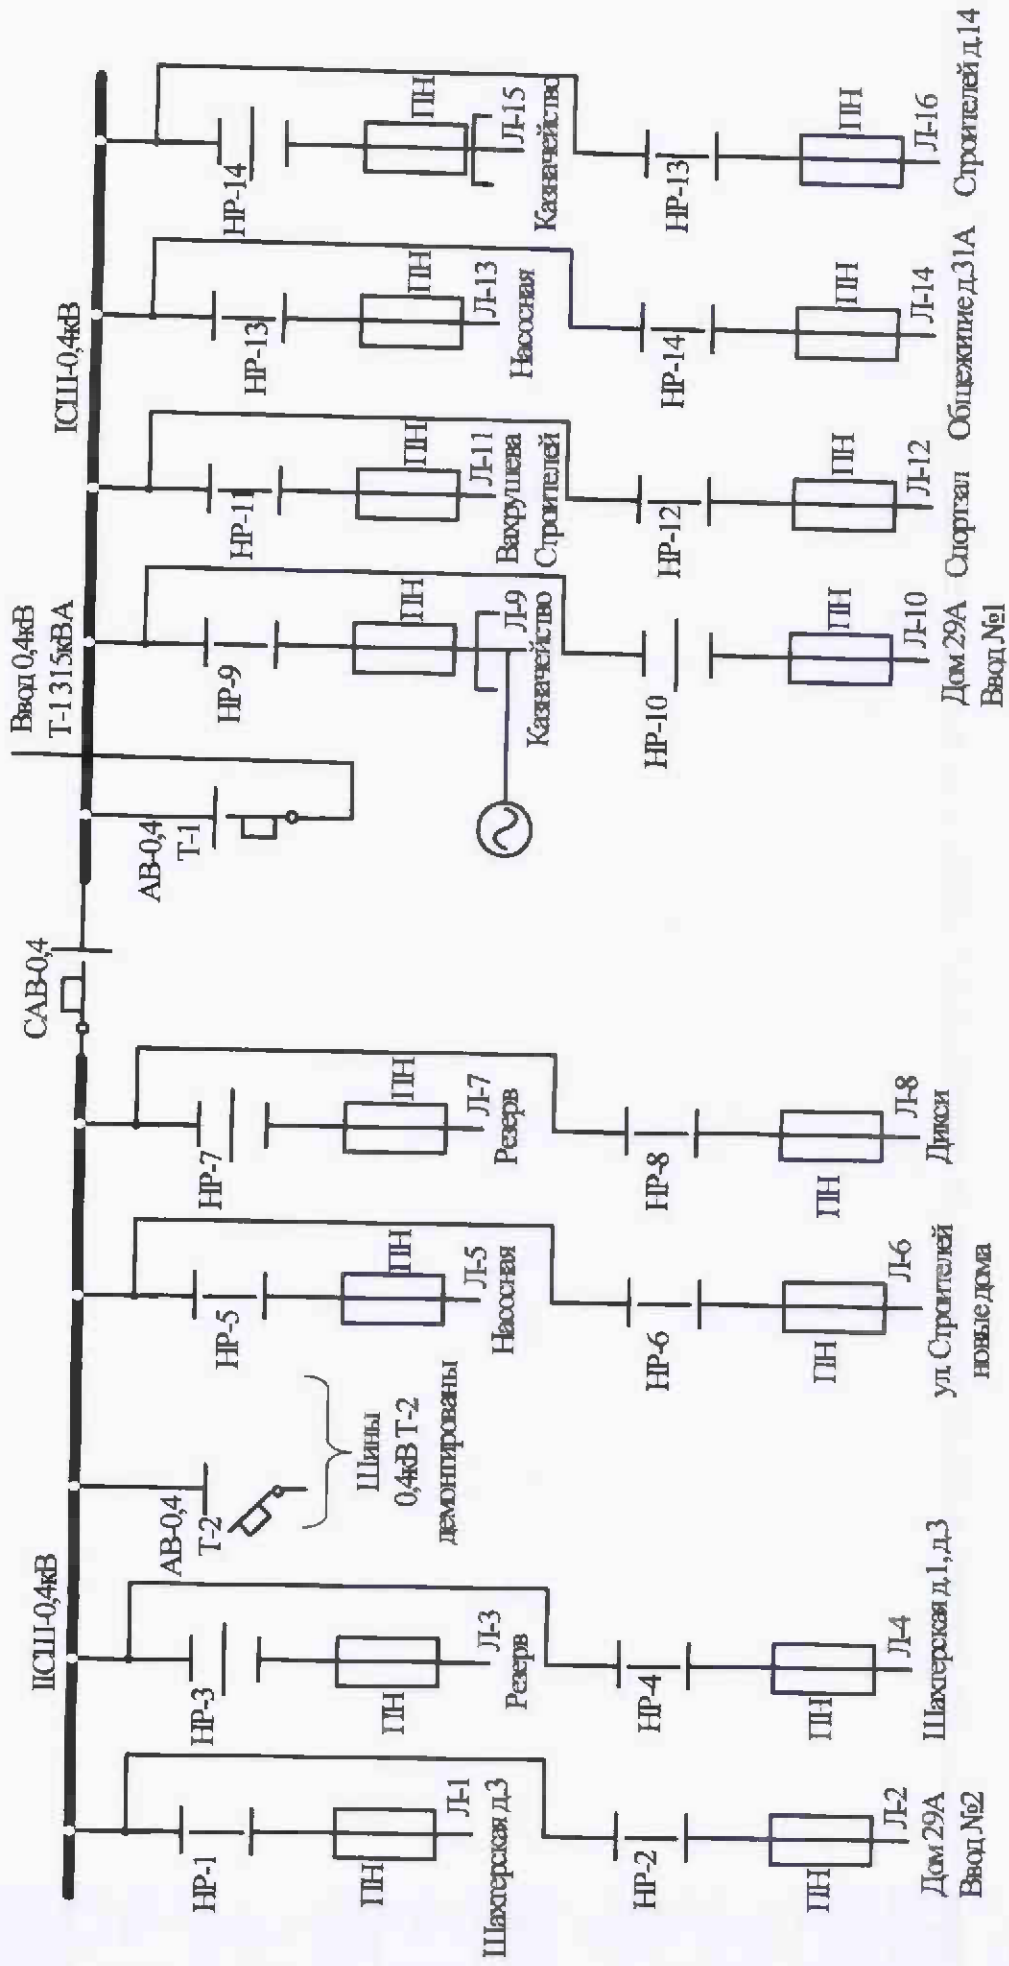 IIСШ-0,4кВ
IСШ-0,4кВ
САВ-0,4
Ввод 0,4кВ
Т-1 315кВА
АВ-0,4
Т-2
АВ-0,4
Т-1
Шины
0,4кВ Т-2
демонтированы
НР-1
ПН
Л-1
Шахтерская д.3
НР-2
ПН
Л-2
Дом 29А
Ввод №2
НР-3
ПН
Л-3
Резерв
НР-4
ПН
Л-4
Шахтерская д.1, д.3
НР-5
ПН
Л-5
Насосная
НР-6
ПН
Л-6
ул. Строителей
новые дома
НР-7
ПН
Л-7
Резерв
НР-8
ПН
Л-8
Дикси
НР-9
ПН
Л-9
Казначейство
НР-10
ПН
Л-10
Дом 29А
Ввод №1
НР-11
ПН
Л-11
Вахрушева
Строителей
НР-12
ПН
Л-12
Спортзал
НР-13
ПН
Л-13
Насосная
НР-14
ПН
Л-14
Общежитие д.31А
НР-14
ПН
Л-15
Казначейство
НР-13
ПН
Л-16
Строителей д.14